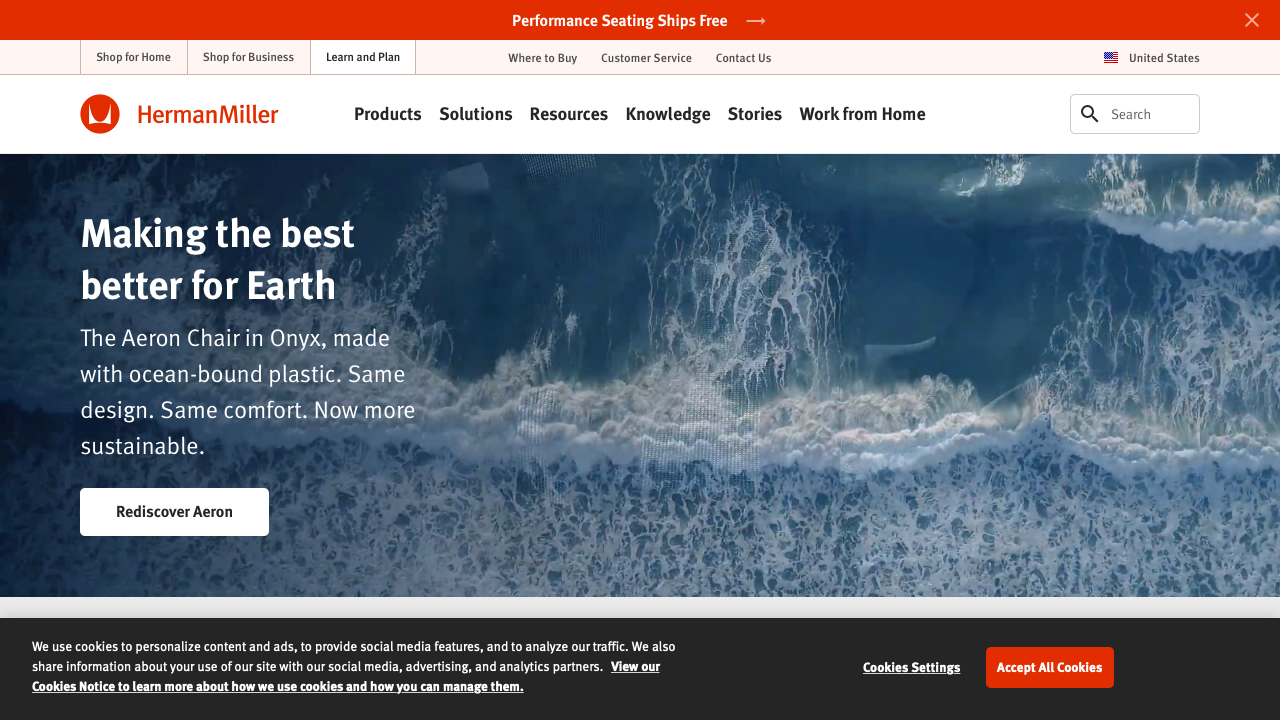 Performance Seating Ships Free
Shop for Home
Shop for Business
Learn and Plan
Where to Buy
Customer Service
Contact Us
United States
HermanMiller
Products
Solutions
Resources
Knowledge
Stories
Work from Home
Search
Making the best
better for Earth
The Aeron Chair in Onyx, made
with ocean-bound plastic. Same
design. Same comfort. Now more
sustainable.
Rediscover Aeron
We use cookies to personalize content and ads, to provide social media features, and to analyze our traffic. We also
share information about your use of our site with our social media, advertising, and analytics partners. View our
Cookies Notice to learn more about how we use cookies and how you can manage them.
Cookies Settings
Accept All Cookies